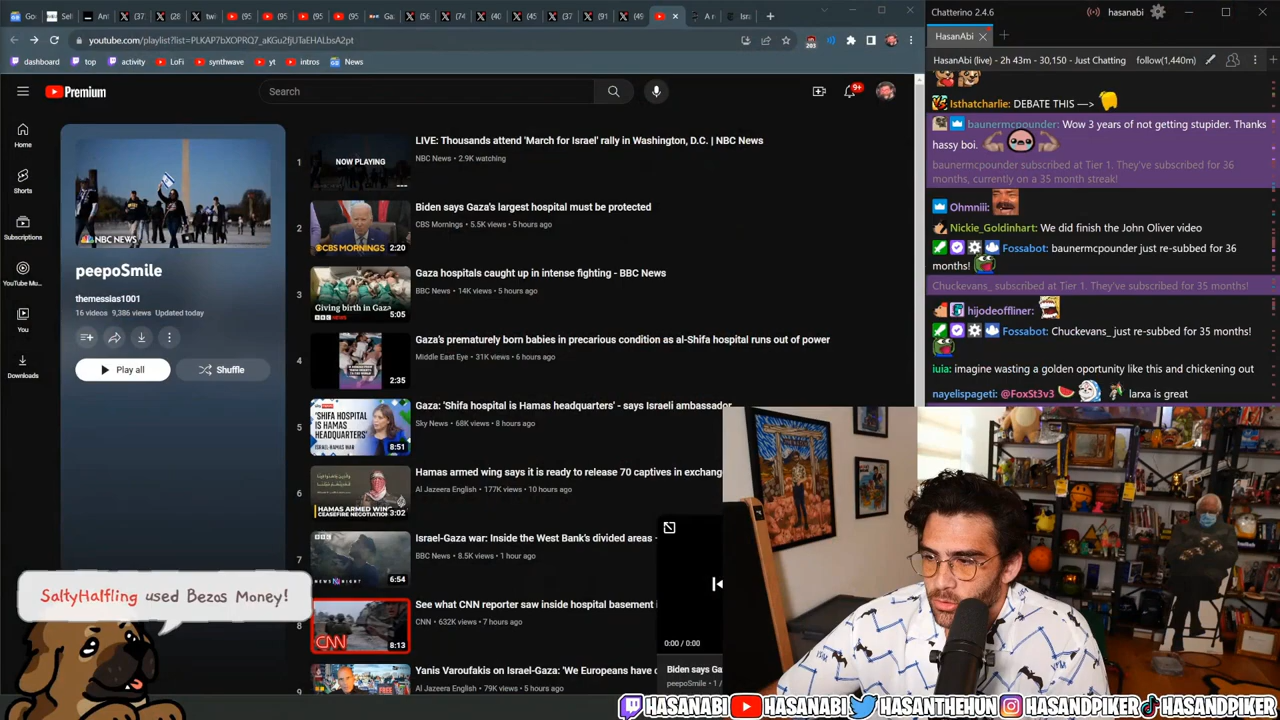 Chatterino 2.4.6
hasanabi
youtube.com/playlist?list=PLKAP7bXOPRQ7_aKGu2fjUTaEHALbsA2pt
203
HasanAbi
dashboard
top
activity
LoFi
synthwave
yt
intros
News
HasanAbi (live) - 2h 43m - 30,150 - Just Chatting
follow(1,440m)
Premium
Search
9+
Isthatcharlie: DEBATE THIS —>
baunermcpounder: Wow 3 years of not getting stupider. Thanks
hassy boi.
baunermcpounder subscribed at Tier 1. They've subscribed for 36
months, currently on a 35 month streak!
Ohmniii:
Nickie_Goldinhart: We did finish the John Oliver video
Fossabot: baunermcpounder just re-subbed for 36
months!
Chuckevans_ subscribed at Tier 1. They've subscribed for 35 months!
hijodeoffliner:
Fossabot: Chuckevans_ just re-subbed for 35 months!
iuia: imagine wasting a golden oportunity like this and chickening out
nayelispageti: @FoxSt3v3 larxa is great
Home
Shorts
Subscriptions
YouTube Mu...
You
Downloads
NBC NEWS
peepoSmile
themessias1001
16 videos 9,386 views Updated today
Play all
Shuffle
1
NOW PLAYING
LIVE: Thousands attend 'March for Israel' rally in Washington, D.C. | NBC News
NBC News • 2.9K watching
2
CBS MORNINGS
2:20
Biden says Gaza's largest hospital must be protected
CBS Mornings • 5.5K views • 5 hours ago
3
Giving birth in Gaza
5:05
Gaza hospitals caught up in intense fighting - BBC News
BBC News • 14K views • 5 hours ago
4
2:35
Gaza's prematurely born babies in precarious condition as al-Shifa hospital runs out of power
Middle East Eye • 31K views • 6 hours ago
5
'SHIFA
HOSPITAL
IS HAMAS
HEADQUARTERS'
8:51
Gaza: 'Shifa hospital is Hamas headquarters' - says Israeli ambassador
Sky News • 68K views • 8 hours ago
6
HAMAS ARMED WING
CEASEFIRE NEGOTIATION
3:02
Hamas armed wing says it is ready to release 70 captives in exchang
Al Jazeera English • 177K views • 10 hours ago
7
6:54
Israel-Gaza war: Inside the West Bank's divided areas -
BBC News • 8.5K views • 1 hour ago
8
CNN
8:13
See what CNN reporter saw inside hospital basement i
CNN • 632K views • 7 hours ago
9
Yanis Varoufakis on Israel-Gaza: 'We Europeans have c
Al Jazeera English • 79K views • 5 hours ago
0:00 / 0:00
Biden says Ga
peepoSmile • 1 /
SaltyHalfling used Bezos Money!
HASANABI
HASANABI
HASANTHEHUN
HASANDPIKER
HASANDPIKER